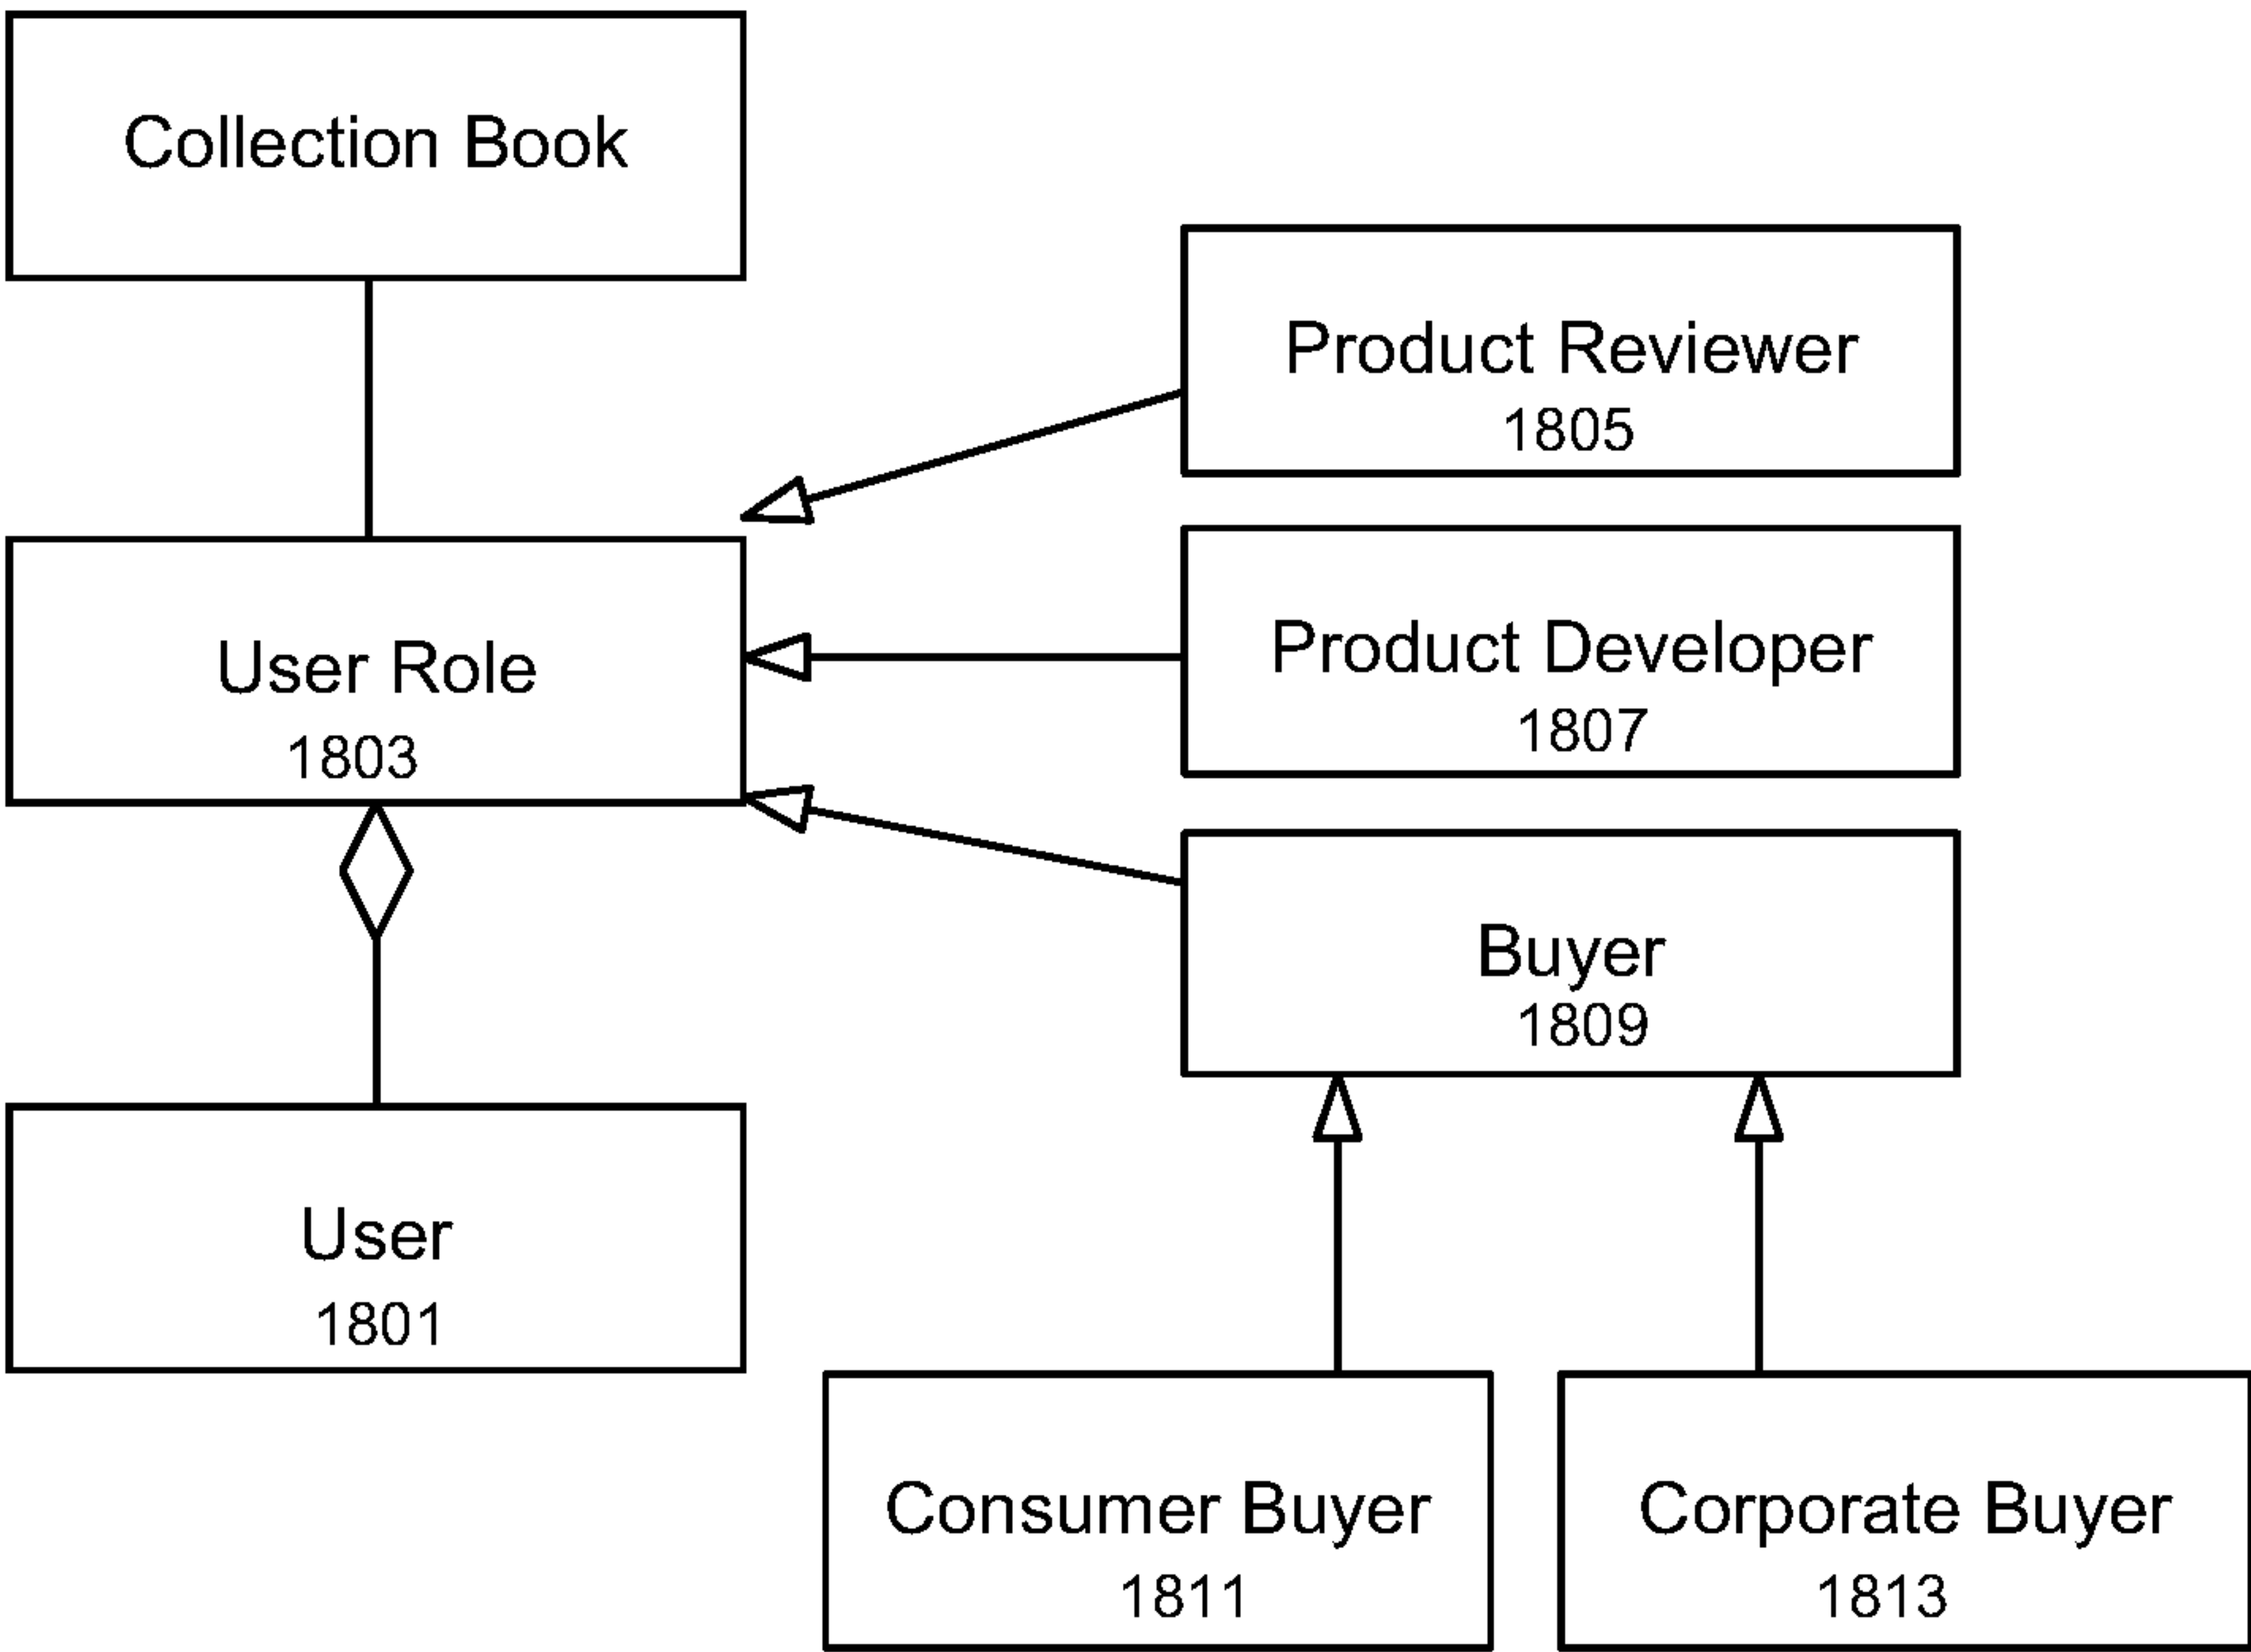 Collection Book
Product Reviewer
1805
User Role
1803
Product Developer
1807
Buyer
1809
User
1801
Consumer Buyer
1811
Corporate Buyer
1813